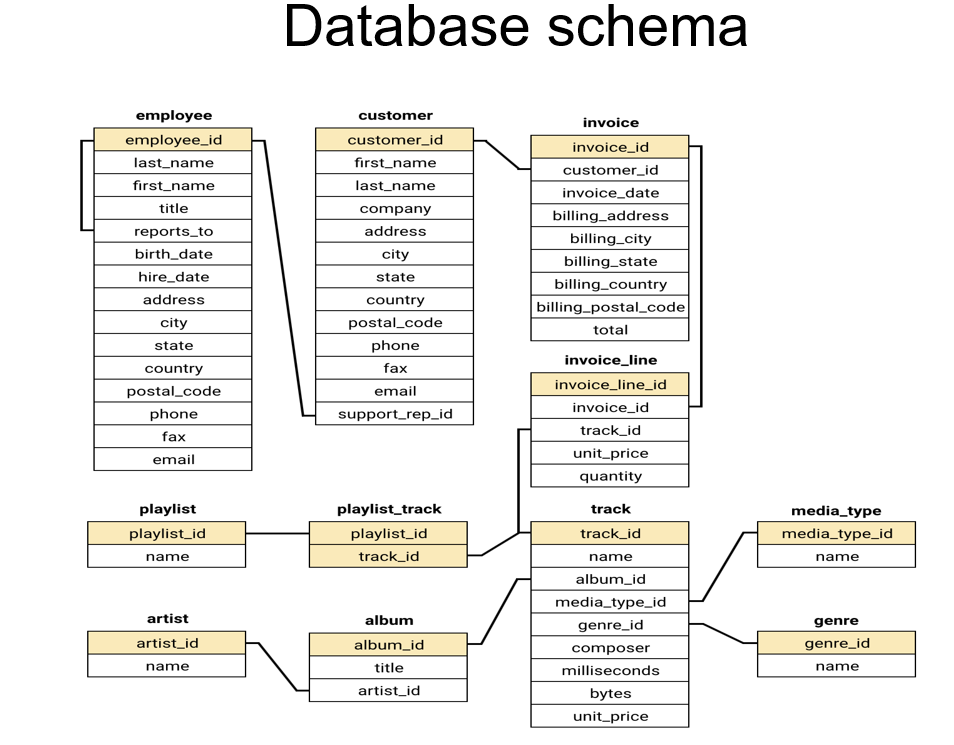 Database schema
employee
employee_id
last_name
first_name
title
reports_to
birth_date
hire_date
address
city
state
country
postal_code
phone
fax
email
customer
customer_id
first_name
last_name
company
address
city
state
country
postal_code
phone
fax
email
support_rep_id
invoice
invoice_id
customer_id
invoice_date
billing_address
billing_city
billing_state
billing_country
billing_postal_code
total
invoice_line
invoice_line_id
invoice_id
track_id
unit_price
quantity
playlist
playlist_id
name
playlist_track
playlist_id
track_id
track
track_id
name
album_id
media_type_id
genre_id
composer
milliseconds
bytes
unit_price
media_type
media_type_id
name
artist
artist_id
name
album
album_id
title
artist_id
genre
genre_id
name